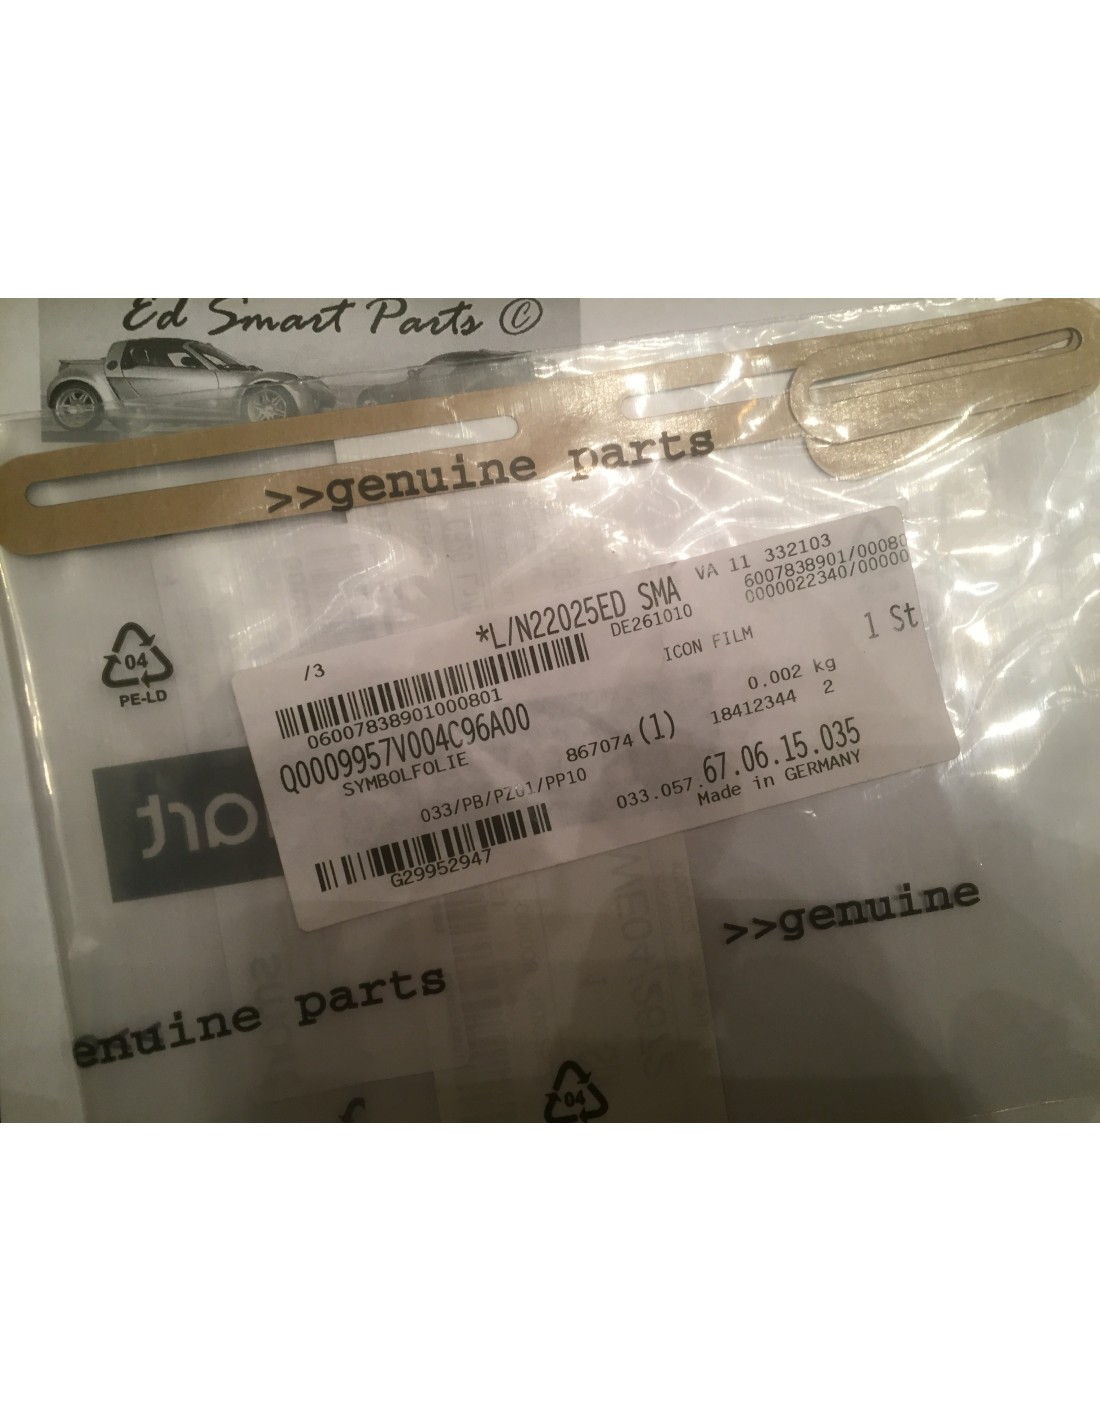 Ed Smart Parts ©
>>genuine parts
/3
*L/N22025ED SMA
VA 11 332103
DE261010
6007838901/00080
0000022340/00000
06007838901000801
ICON FILM
1 St
Q0009957V004C96A00
SYMBOLFOLIE
867074 (1)
0.002 kg
18412344 2
033/PB/PZ01/PP10
033.057.67.06.15.035
Made in GERMANY
G29952947
04
PE-LD
>>genuine
enuine parts
04